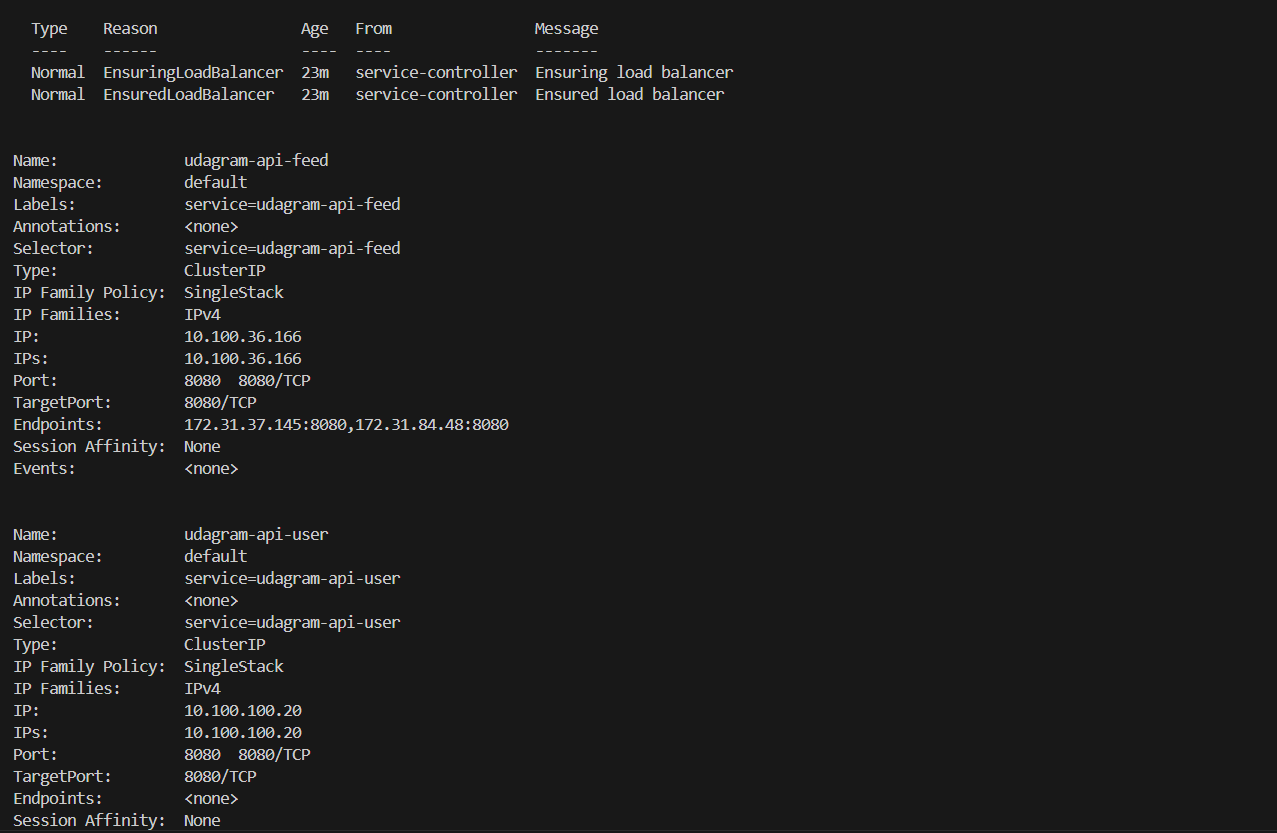 Type Reason Age From Message
---- ------ ---- ---- -------
Normal EnsuringLoadBalancer 23m service-controller Ensuring load balancer
Normal EnsuredLoadBalancer 23m service-controller Ensured load balancer
Name: udagram-api-feed
Namespace: default
Labels: service=udagram-api-feed
Annotations: <none>
Selector: service=udagram-api-feed
Type: ClusterIP
IP Family Policy: SingleStack
IP Families: IPv4
IP: 10.100.36.166
IPs: 10.100.36.166
Port: 8080 8080/TCP
TargetPort: 8080/TCP
Endpoints: 172.31.37.145:8080,172.31.84.48:8080
Session Affinity: None
Events: <none>
Name: udagram-api-user
Namespace: default
Labels: service=udagram-api-user
Annotations: <none>
Selector: service=udagram-api-user
Type: ClusterIP
IP Family Policy: SingleStack
IP Families: IPv4
IP: 10.100.100.20
IPs: 10.100.100.20
Port: 8080 8080/TCP
TargetPort: 8080/TCP
Endpoints: <none>
Session Affinity: None